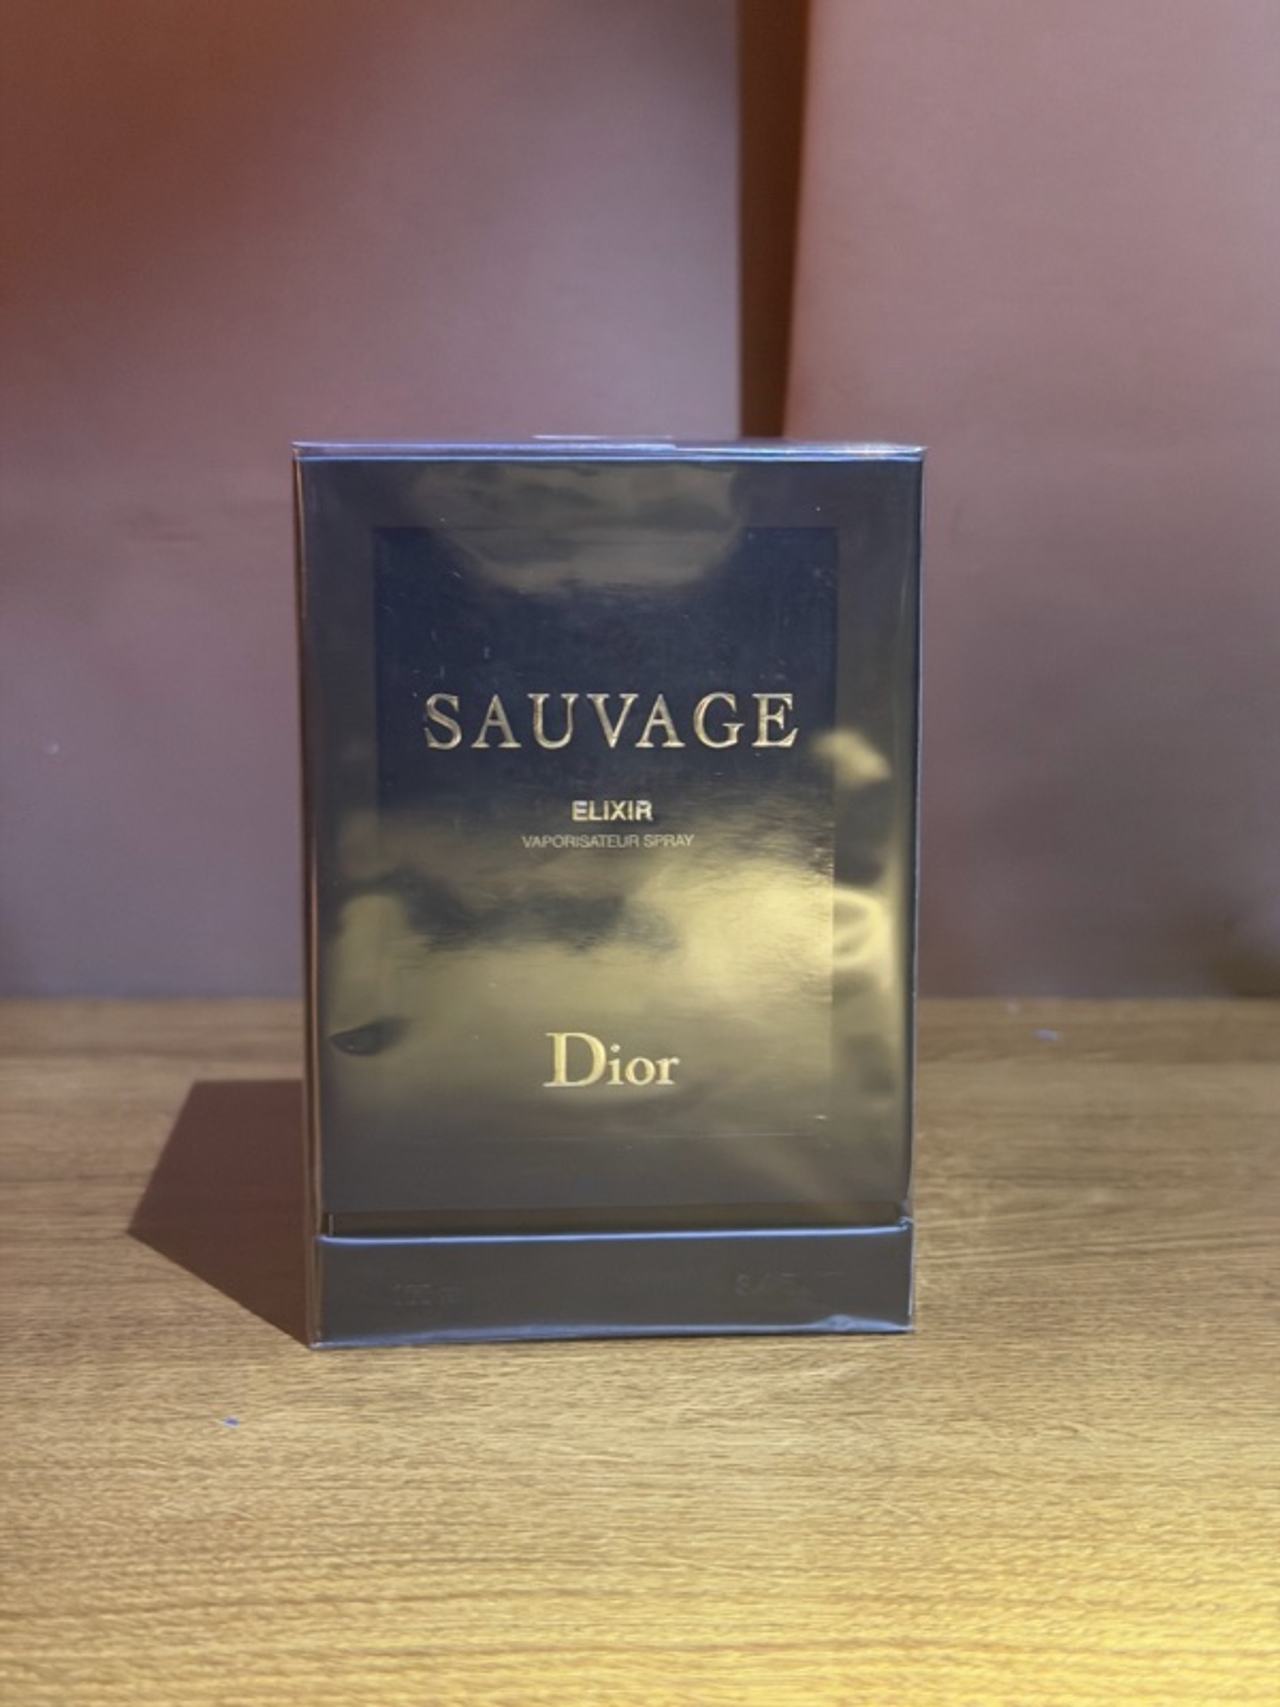 SAUVAGE
ELIXIR
VAPORISATEUR SPRAY
Dior